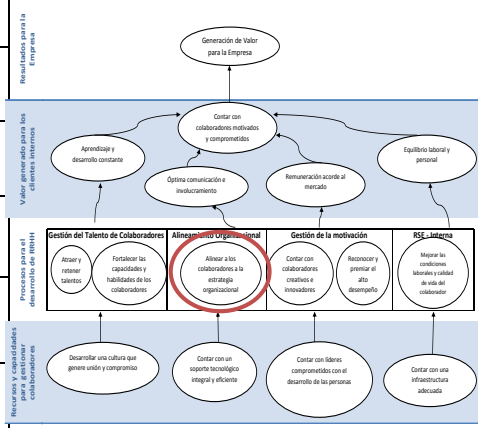 Resultados para la
Empresa
Generación de Valor
para la Empresa
Valor generado para los
clientes internos
Contar con
colaboradores motivados
y comprometidos
Aprendizaje y
desarrollo constante
Equilibrio laboral y
personal
Óptima comunicación e
involucramiento
Remuneración acorde al
mercado
Procesos para el
desarrollo de RRHH
Gestión del Talento de Colaboradores
Alineamiento Organizacional
Gestión de la motivación
RSE - Interna
Atraer y
retener
talentos
Fortalecer las
capacidades y
habilidades de los
colaboradores
Alinear a los
colaboradores a la
estrategia
organizacional
Contar con
colaboradores
creativos e
innovadores
Reconocer y
premiar el
alto
desempeño
Mejorar las
condiciones
laborales y calidad
de vida del
colaborador
Recursos y capacidades
para gestionar
colaboradores
Desarrollar una cultura que
genere unión y compromiso
Contar con un
soporte tecnológico
integral y eficiente
Contar con líderes
comprometidos con el
desarrollo de las personas
Contar con una
infraestructura
adecuada